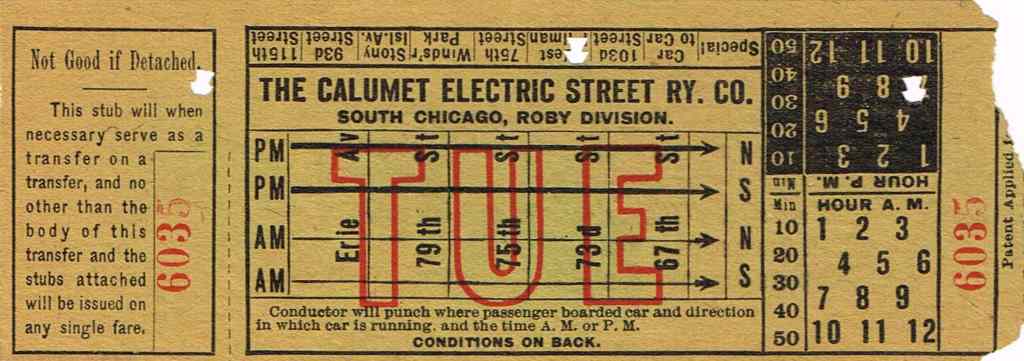 Not Good if Detached.
This stub will when
necessary serve as a
transfer on a
transfer, and no
other than the
body of this
transfer and the
stubs attached
will be issued on
any single fare.
6035
Special to Car Street
Car
103d Street
75th Street
Winds'r Park
Stony Isl. Av.
93d Street
115th Street
THE CALUMET ELECTRIC STREET RY. CO.
SOUTH CHICAGO, ROBY DIVISION.
TUE
PM N
PM S
AM N
AM S
Erie Av
79th St
75th St
73d St
67th St
Conductor will punch where passenger boarded car and direction
in which car is running, and the time A. M. or P. M.
CONDITIONS ON BACK.
Min HOUR P. M.
10 1 2 3
20 4 5 6
30 8 9
40
50 10 11 12
Min HOUR A. M.
10 1 2 3
20 4 5 6
30
40 7 8 9
50 10 11 12
6035
Patent Applied